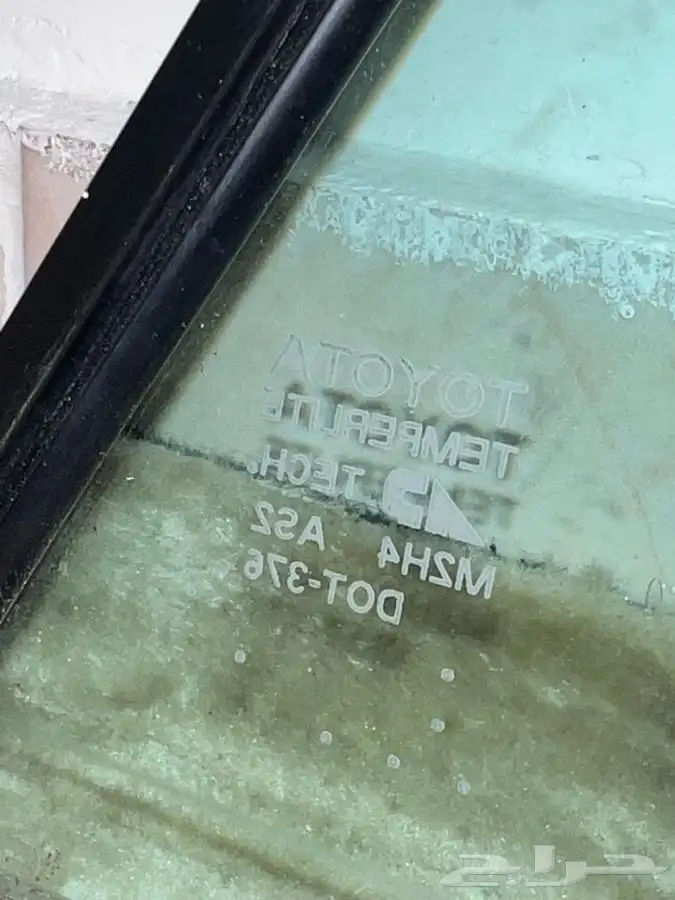 TOYOTA
TEMPERLITE
TECH.
M2H4 AS2
DOT-376
حراج